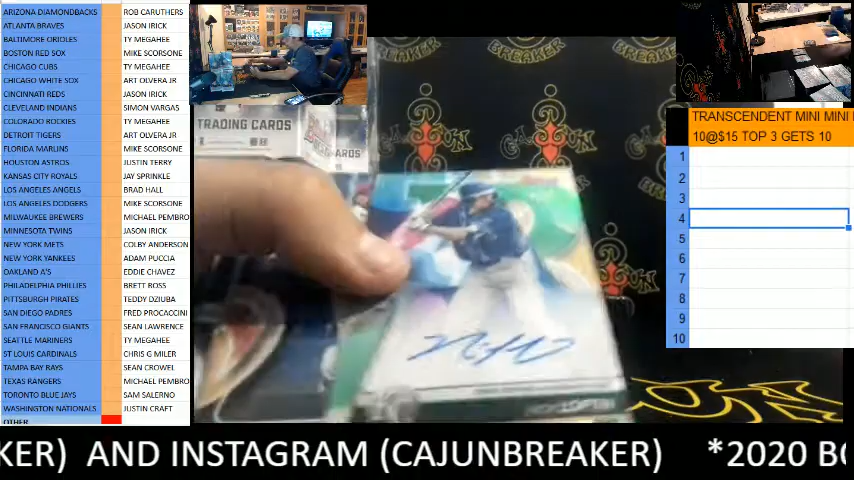 ARIZONA DIAMONDBACKS ROB CARUTHERS
ATLANTA BRAVES JASON IRICK
BALTIMORE ORIOLES TY MEGAHEE
BOSTON RED SOX MIKE SCORSONE
CHICAGO CUBS TY MEGAHEE
CHICAGO WHITE SOX ART OLVERA JR
CINCINNATI REDS JASON IRICK
CLEVELAND INDIANS SIMON VARGAS
COLORADO ROCKIES TY MEGAHEE
DETROIT TIGERS ART OLVERA JR
FLORIDA MARLINS MIKE SCORSONE
HOUSTON ASTROS JUSTIN TERRY
KANSAS CITY ROYALS JAY SPRINKLE
LOS ANGELES ANGELS BRAD HALL
LOS ANGELES DODGERS MIKE SCORSONE
MILWAUKEE BREWERS MICHAEL PEMBRO
MINNESOTA TWINS JASON IRICK
NEW YORK METS COLBY ANDERSON
NEW YORK YANKEES ADAM PUCCIA
OAKLAND A'S EDDIE CHAVEZ
PHILADELPHIA PHILLIES BRETT ROSS
PITTSBURGH PIRATES TEDDY DZIUBA
SAN DIEGO PADRES FRED PROCACCINI
SAN FRANCISCO GIANTS SEAN LAWRENCE
SEATTLE MARINERS TY MEGAHEE
ST LOUIS CARDINALS CHRIS G MILER
TAMPA BAY RAYS SEAN CROWEL
TEXAS RANGERS MICHAEL PEMBRO
TORONTO BLUE JAYS SAM SALERNO
WASHINGTON NATIONALS JUSTIN CRAFT
OTHER
TRADING CARDS
CARDS
BREAKER
TRANSCENDENT MINI MINI
10@$15 TOP 3 GETS 10
1
2
3
4
5
6
7
8
9
10
KER) AND INSTAGRAM (CAJUNBREAKER) *2020 BO